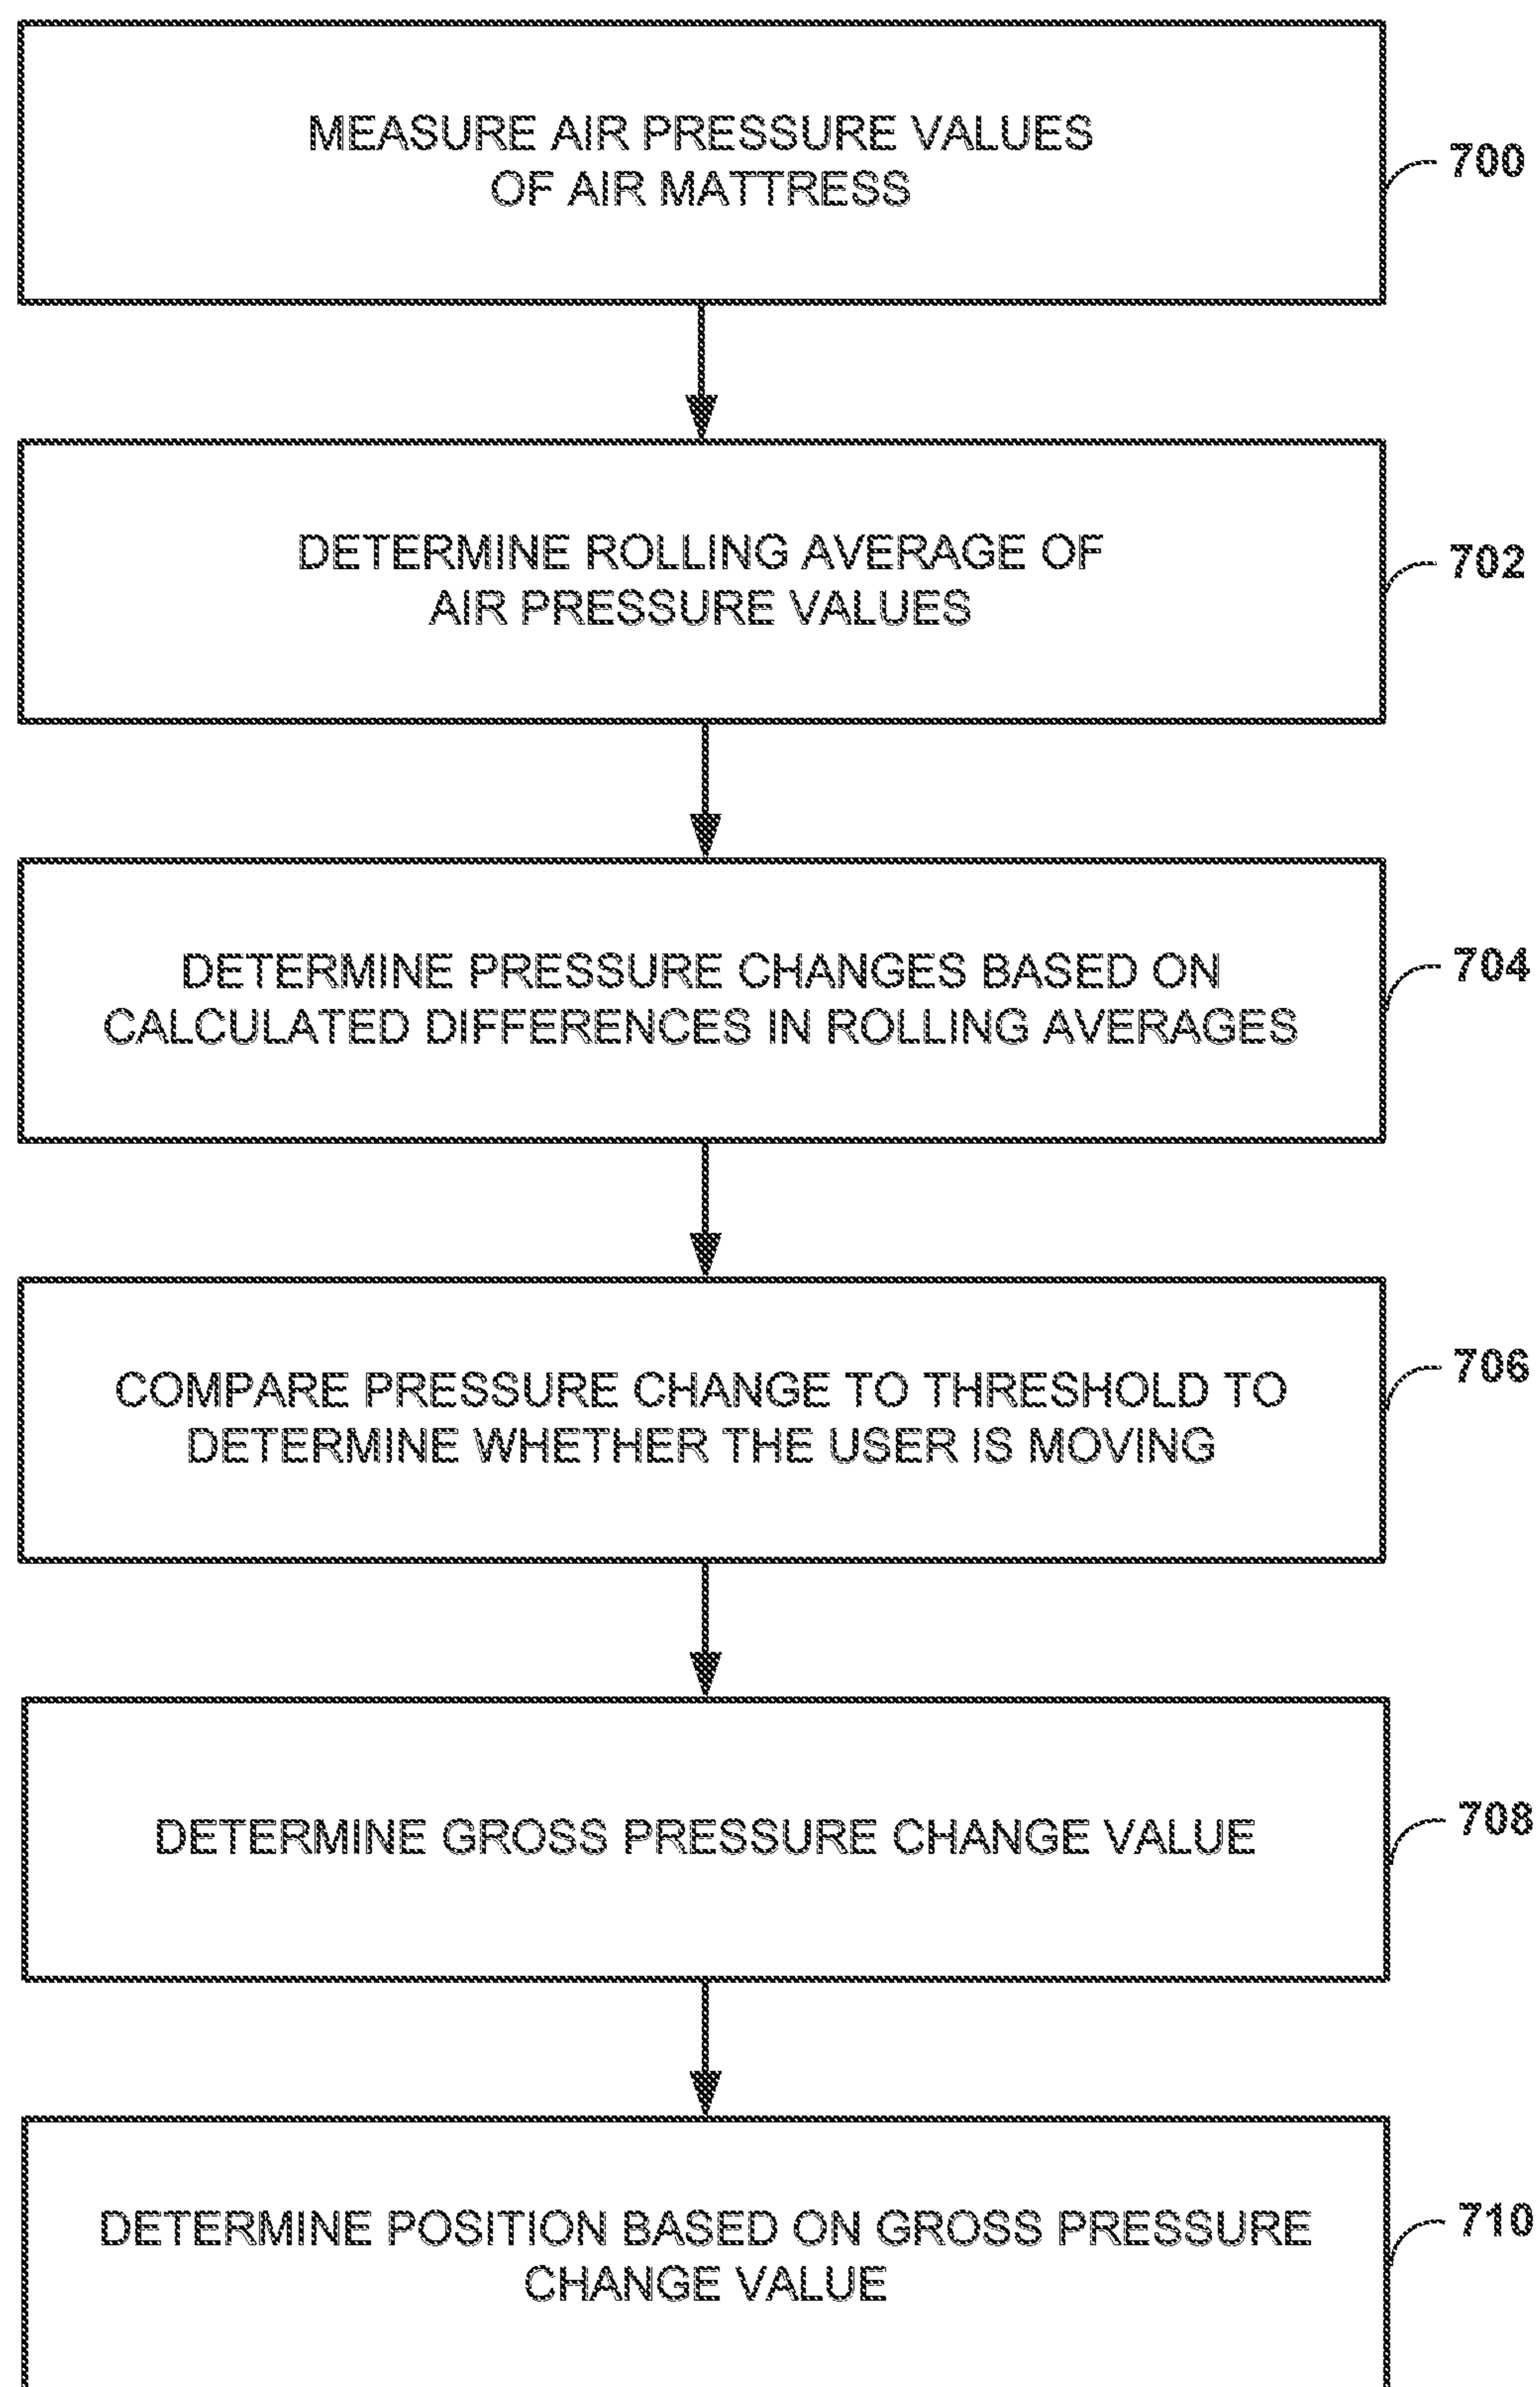 MEASURE AIR PRESSURE VALUES
OF AIR MATTRESS
700
DETERMINE ROLLING AVERAGE OF
AIR PRESSURE VALUES
702
DETERMINE PRESSURE CHANGES BASED ON
CALCULATED DIFFERENCES IN ROLLING AVERAGES
704
COMPARE PRESSURE CHANGE TO THRESHOLD TO
DETERMINE WHETHER THE USER IS MOVING
706
DETERMINE GROSS PRESSURE CHANGE VALUE
708
DETERMINE POSITION BASED ON GROSS PRESSURE
CHANGE VALUE
710